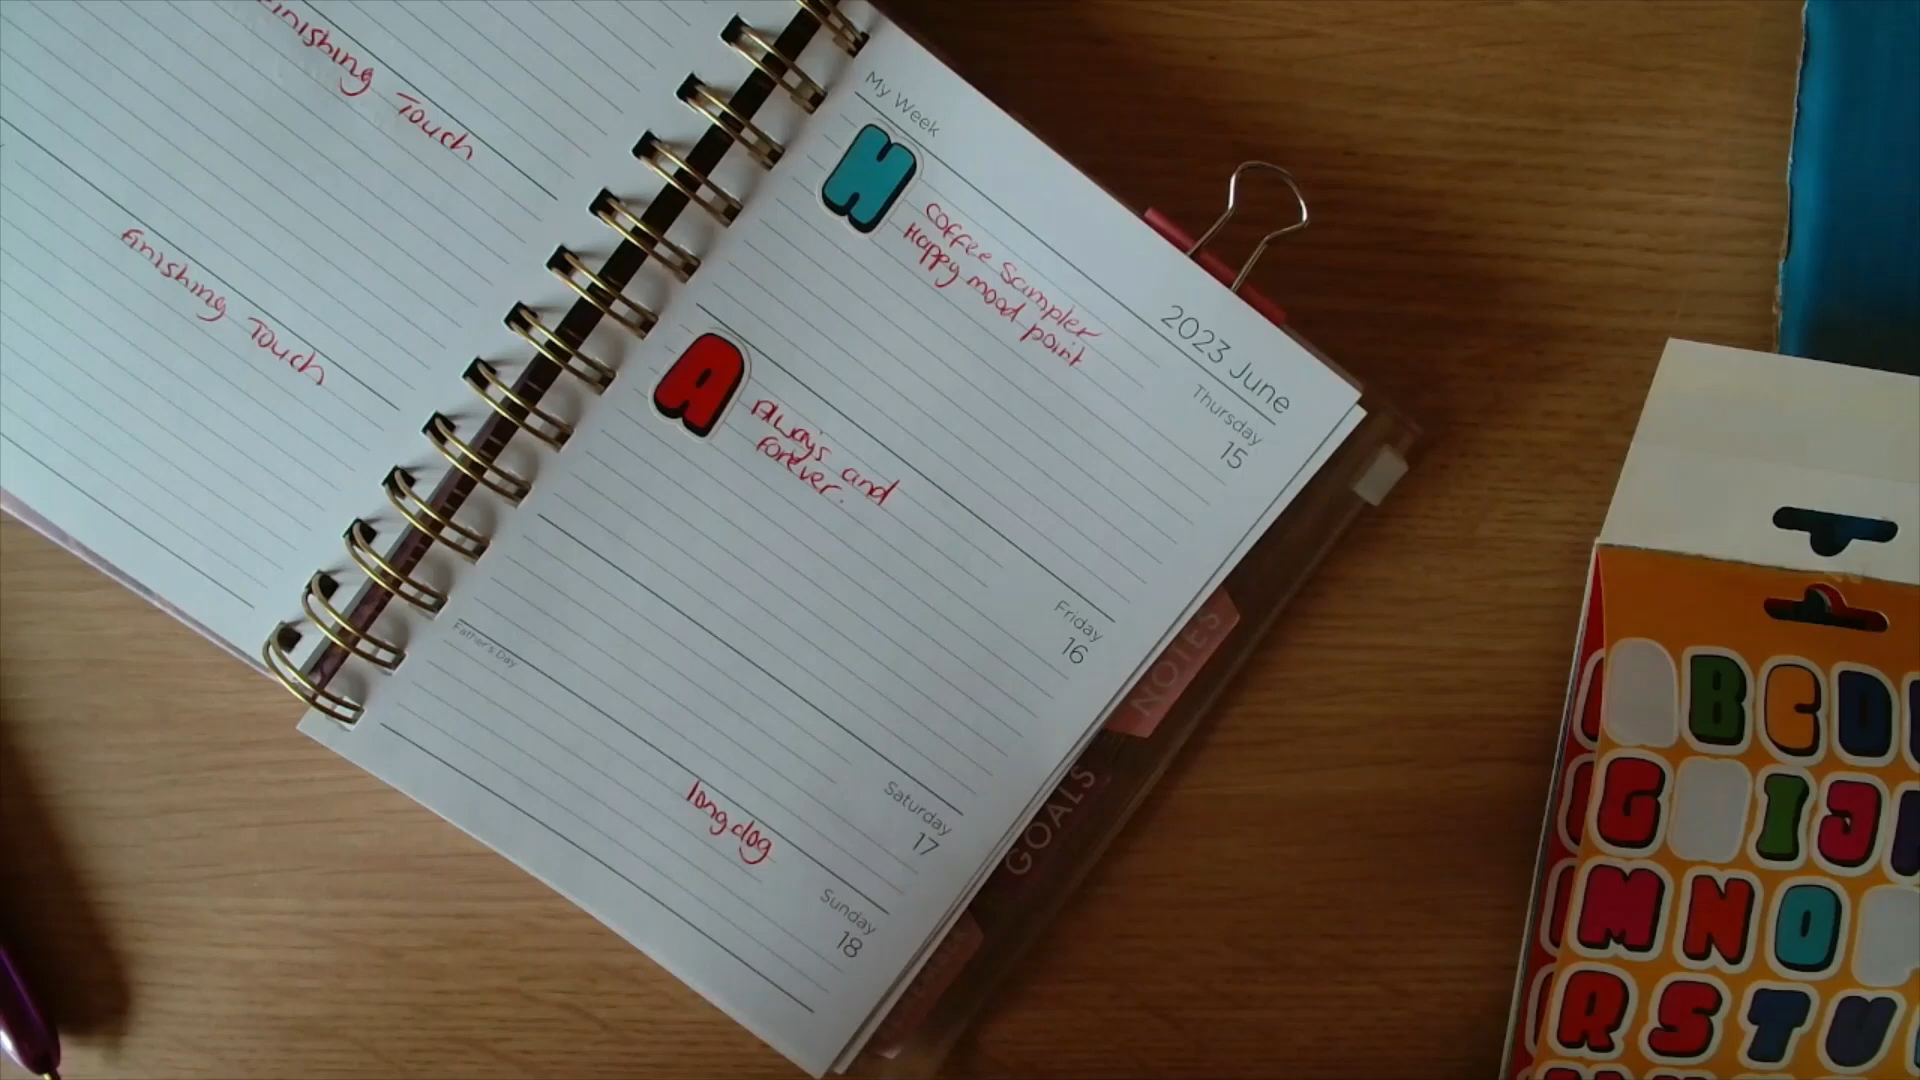 Finishing Touch
Finishing Touch
My Week
2023 June
Thursday
15
H
Coffee Sampler
Happy mood point
Friday
16
A
Always and
forever.
Saturday
17
Father's Day
Sunday
18
long dog
NOTES
GOALS
B C D
G I J
M N O
R S T U